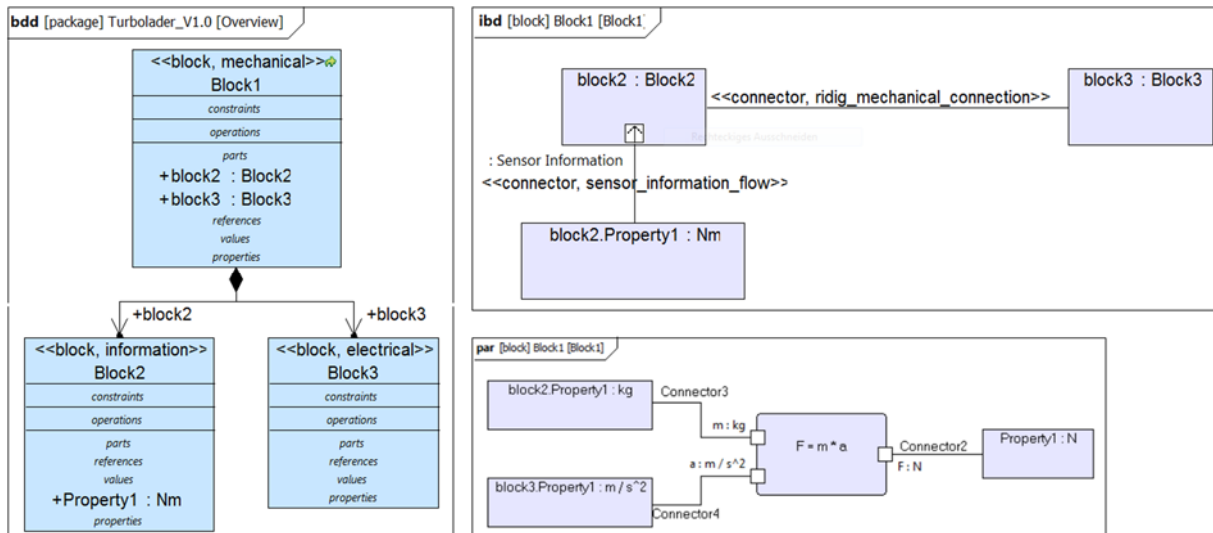 bdd [package] Turbolader_V1.0 [Overview]
<<block, mechanical>>
Block1
constraints
operations
parts
+block2 : Block2
+block3 : Block3
references
values
properties
+block2
+block3
<<block, information>>
Block2
constraints
operations
parts
references
values
+Property1 : Nm
properties
<<block, electrical>>
Block3
constraints
operations
parts
references
values
properties
ibd [block] Block1 [Block1]
block2 : Block2
<<connector, ridig_mechanical_connection>>
block3 : Block3
Rechteckiges Ausschneiden
: Sensor Information
<<connector, sensor_information_flow>>
block2.Property1 : Nm
par [block] Block1 [Block1]
block2.Property1 : kg
Connector3
m : kg
F = m * a
a : m / s^2
block3.Property1 : m / s^2
Connector4
Connector2
F : N
Property1 : N